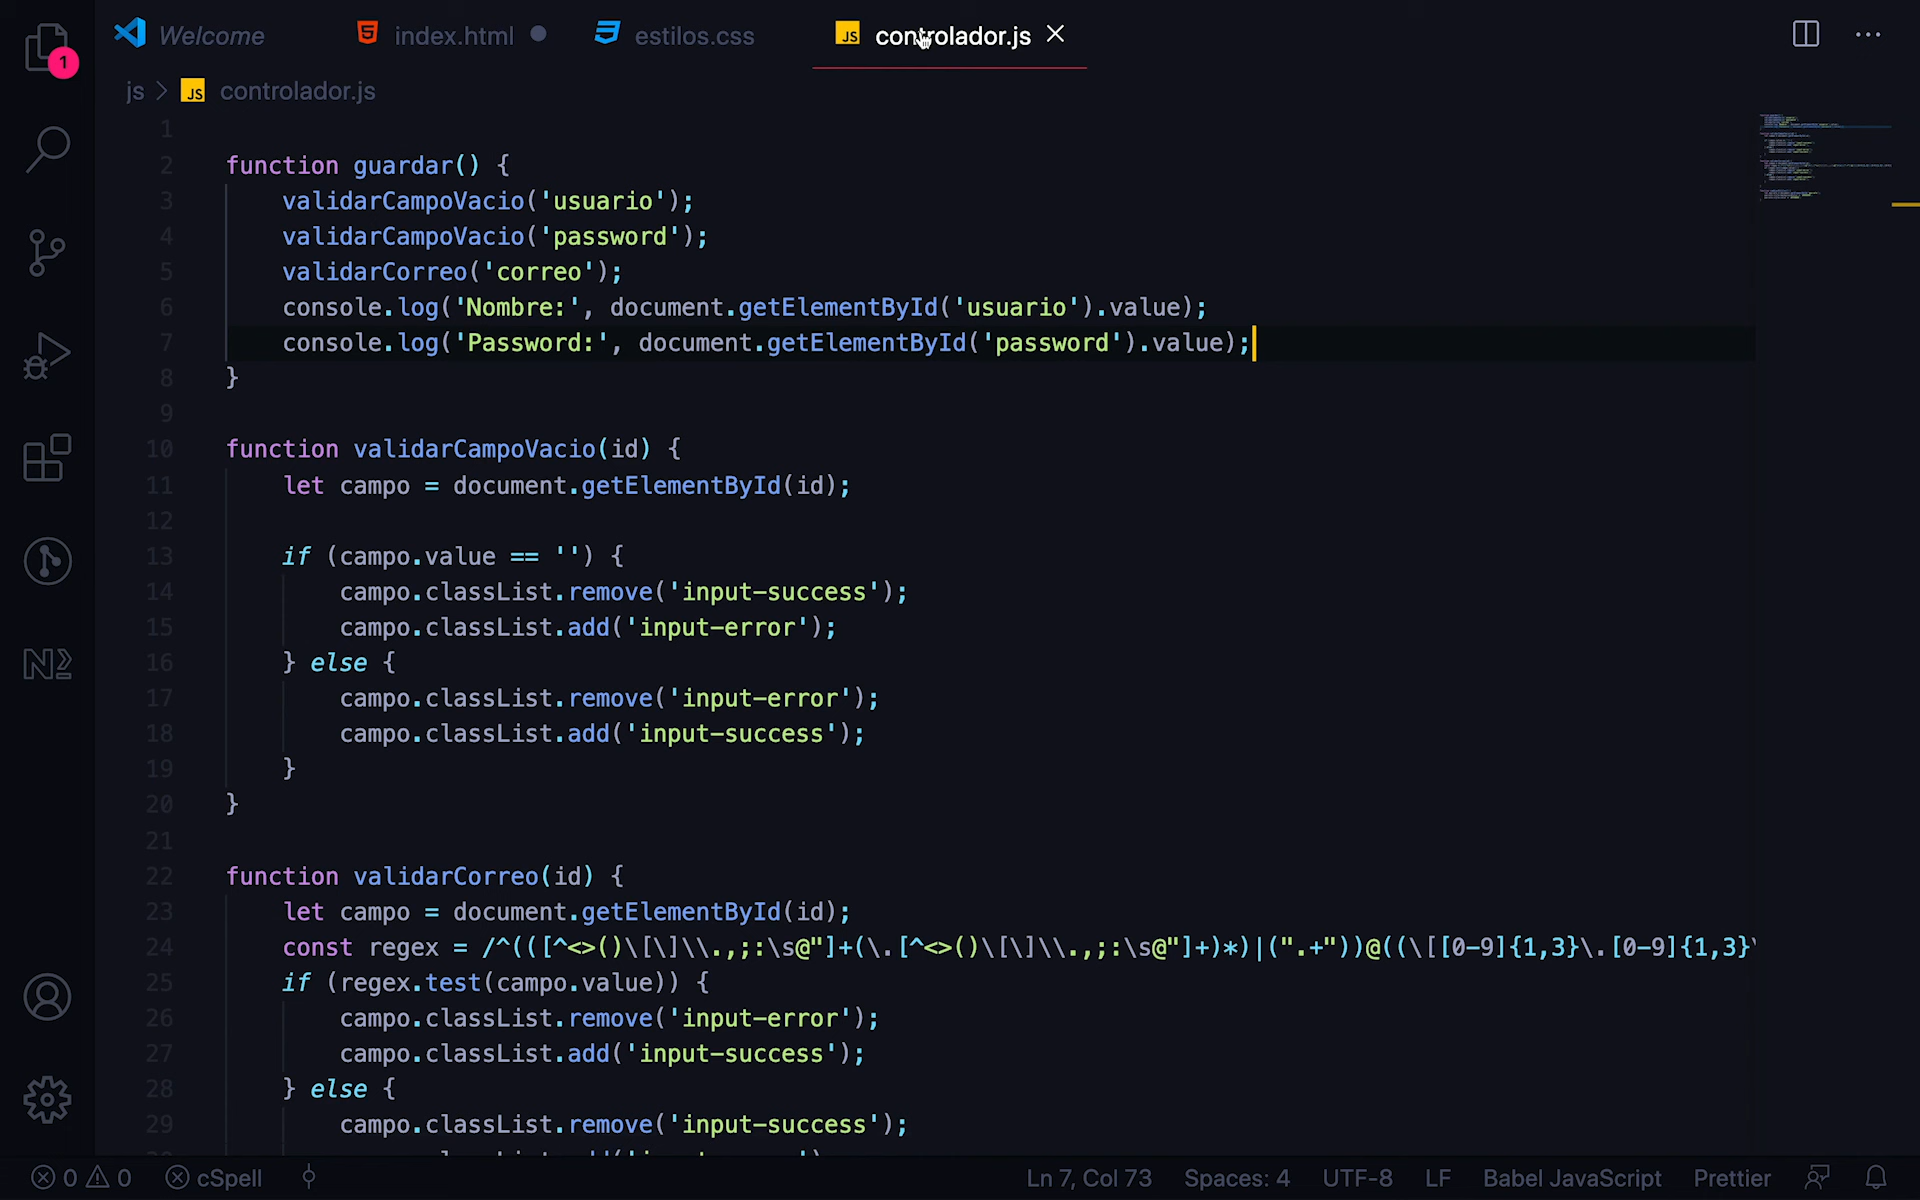 Welcome index.html estilos.css JS controlador.js
1
js > JS controlador.js
1
2 function guardar() {
3 validarCampoVacio('usuario');
4 validarCampoVacio('password');
5 validarCorreo('correo');
6 console.log('Nombre:', document.getElementById('usuario').value);
7 console.log('Password:', document.getElementById('password').value);
8 }
9
10 function validarCampoVacio(id) {
11 let campo = document.getElementById(id);
12
13 if (campo.value == '') {
14 campo.classList.remove('input-success');
15 campo.classList.add('input-error');
16 } else {
17 campo.classList.remove('input-error');
18 campo.classList.add('input-success');
19 }
20 }
21
22 function validarCorreo(id) {
23 let campo = document.getElementById(id);
24 const regex = /^(([^<>()\[\]\\.,;:\s@"]+(\.[^<>()\[\]\\.,;:\s@"]+)*)|(".+"))@((\[[0-9]{1,3}\.[0-9]{1,3}\
25 if (regex.test(campo.value)) {
26 campo.classList.remove('input-error');
27 campo.classList.add('input-success');
28 } else {
29 campo.classList.remove('input-success');
0 0 cSpell Ln 7, Col 73 Spaces: 4 UTF-8 LF Babel JavaScript Prettier